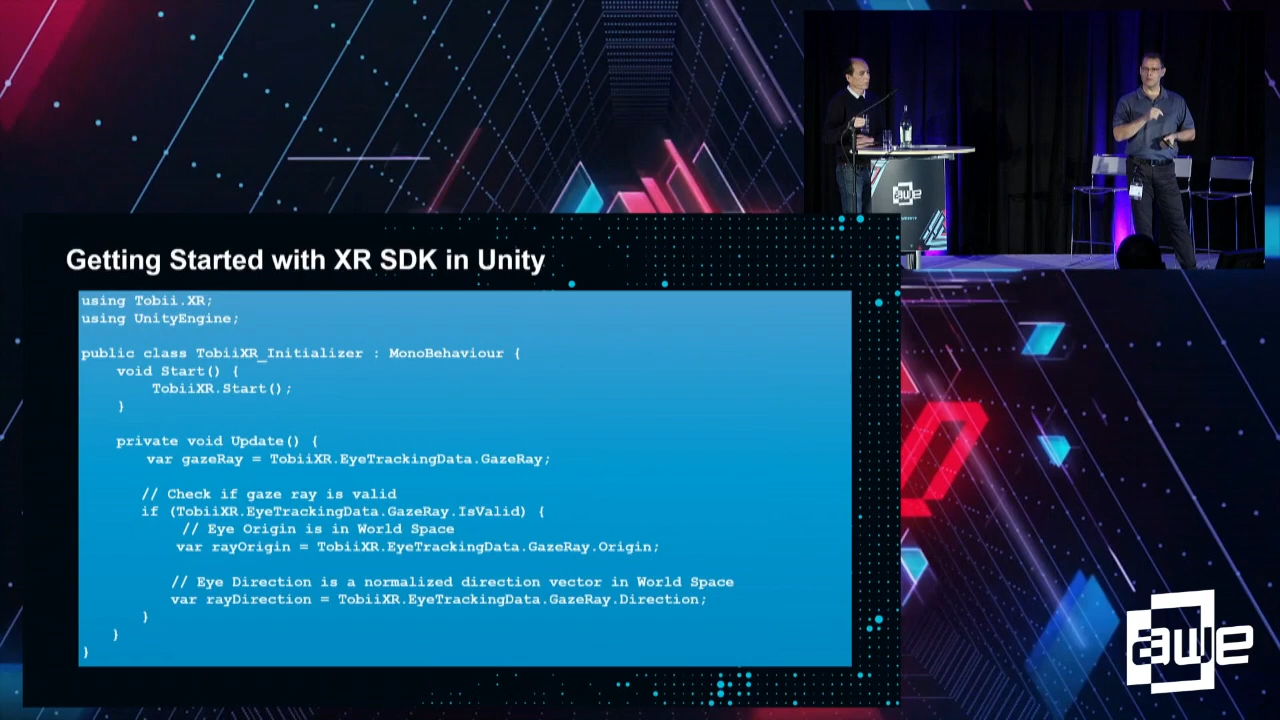 awe
Getting Started with XR SDK in Unity
using Tobii.XR;
using UnityEngine;
public class TobiiXR_Initializer : MonoBehaviour {
void Start() {
TobiiXR.Start();
}
private void Update() {
var gazeRay = TobiiXR.EyeTrackingData.GazeRay;
// Check if gaze ray is valid
if (TobiiXR.EyeTrackingData.GazeRay.IsValid) {
// Eye Origin is in World Space
var rayOrigin = TobiiXR.EyeTrackingData.GazeRay.Origin;
// Eye Direction is a normalized direction vector in World Space
var rayDirection = TobiiXR.EyeTrackingData.GazeRay.Direction;
}
}
}
awe